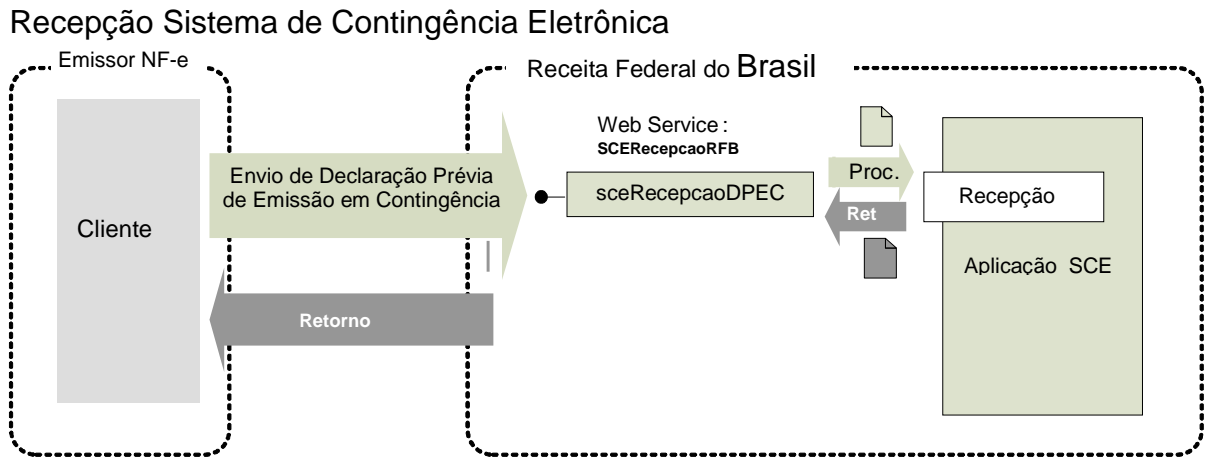 Recepção Sistema de Contingência Eletrônica
Emissor NF-e
Receita Federal do Brasil
Cliente
Envio de Declaração Prévia
de Emissão em Contingência
Retorno
Web Service :
SCERecepcaoRFB
sceRecepcaoDPEC
Proc.
Ret
Recepção
Aplicação SCE